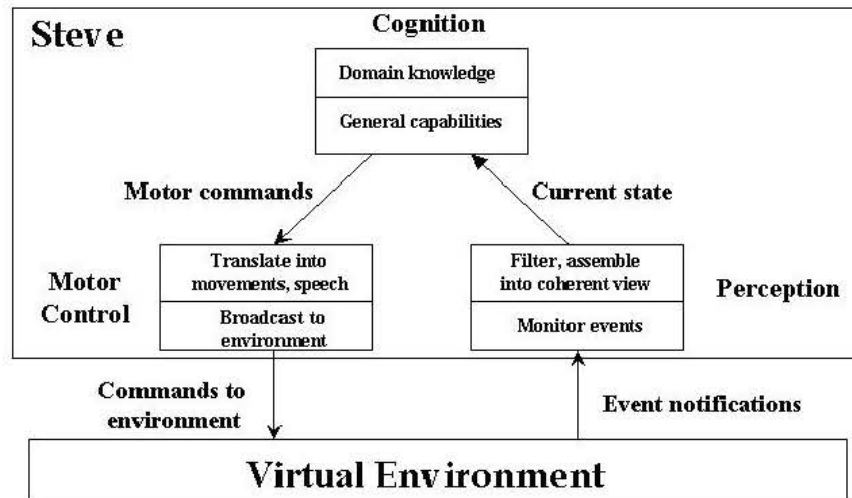 Steve
Cognition
Domain knowledge
General capabilities
Motor commands
Current state
Motor
Control
Translate into
movements, speech
Broadcast to
environment
Filter, assemble
into coherent view
Monitor events
Perception
Commands to
environment
Event notifications
Virtual Environment